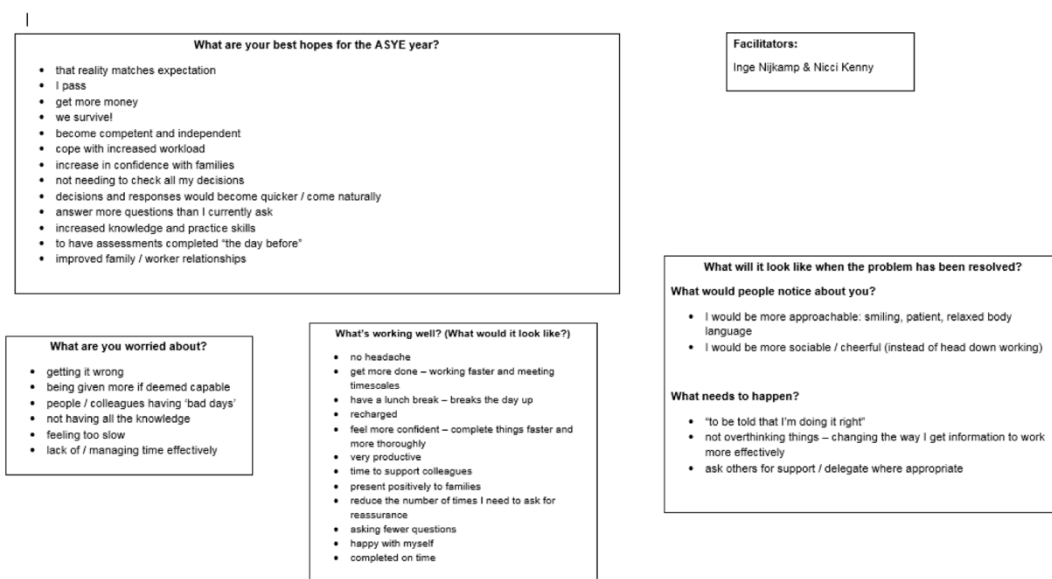 What are your best hopes for the ASYE year?
• that reality matches expectation
• I pass
• get more money
• we survive!
• become competent and independent
• cope with increased workload
• increase in confidence with families
• not needing to check all my decisions
• decisions and responses would become quicker / come naturally
• answer more questions than I currently ask
• increased knowledge and practice skills
• to have assessments completed “the day before”
• improved family / worker relationships
Facilitators:
Inge Nijkamp & Nicci Kenny
What are you worried about?
• getting it wrong
• being given more if deemed capable
• people / colleagues having ‘bad days’
• not having all the knowledge
• feeling too slow
• lack of / managing time effectively
What’s working well? (What would it look like?)
• no headache
• get more done – working faster and meeting
timescales
• have a lunch break – breaks the day up
• recharged
• feel more confident – complete things faster and
more thoroughly
• very productive
• time to support colleagues
• present positively to families
• reduce the number of times I need to ask for
reassurance
• asking fewer questions
• happy with myself
• completed on time
What will it look like when the problem has been resolved?
What would people notice about you?
• I would be more approachable: smiling, patient, relaxed body
language
• I would be more sociable / cheerful (instead of head down working)
What needs to happen?
• “to be told that I’m doing it right”
• not overthinking things – changing the way I get information to work
more effectively
• ask others for support / delegate where appropriate